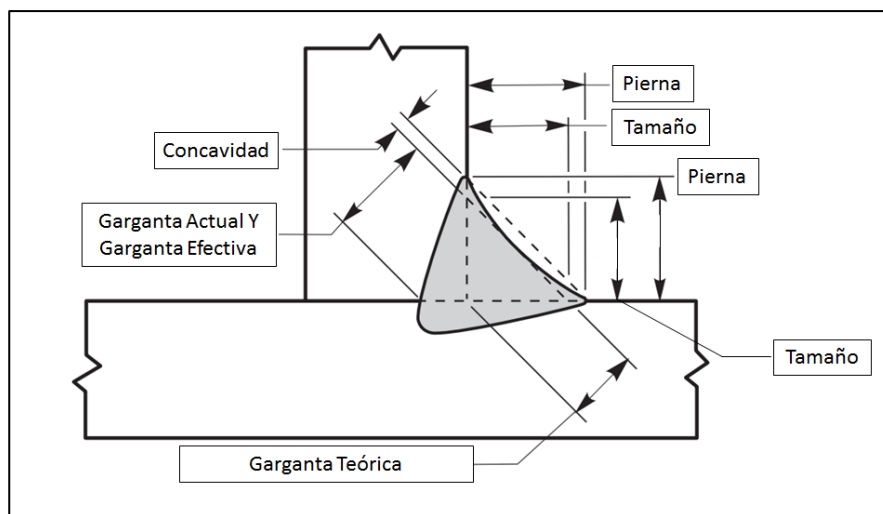 Pierna
Tamaño
Concavidad
Pierna
Garganta Actual Y
Garganta Efectiva
Tamaño
Garganta Teórica